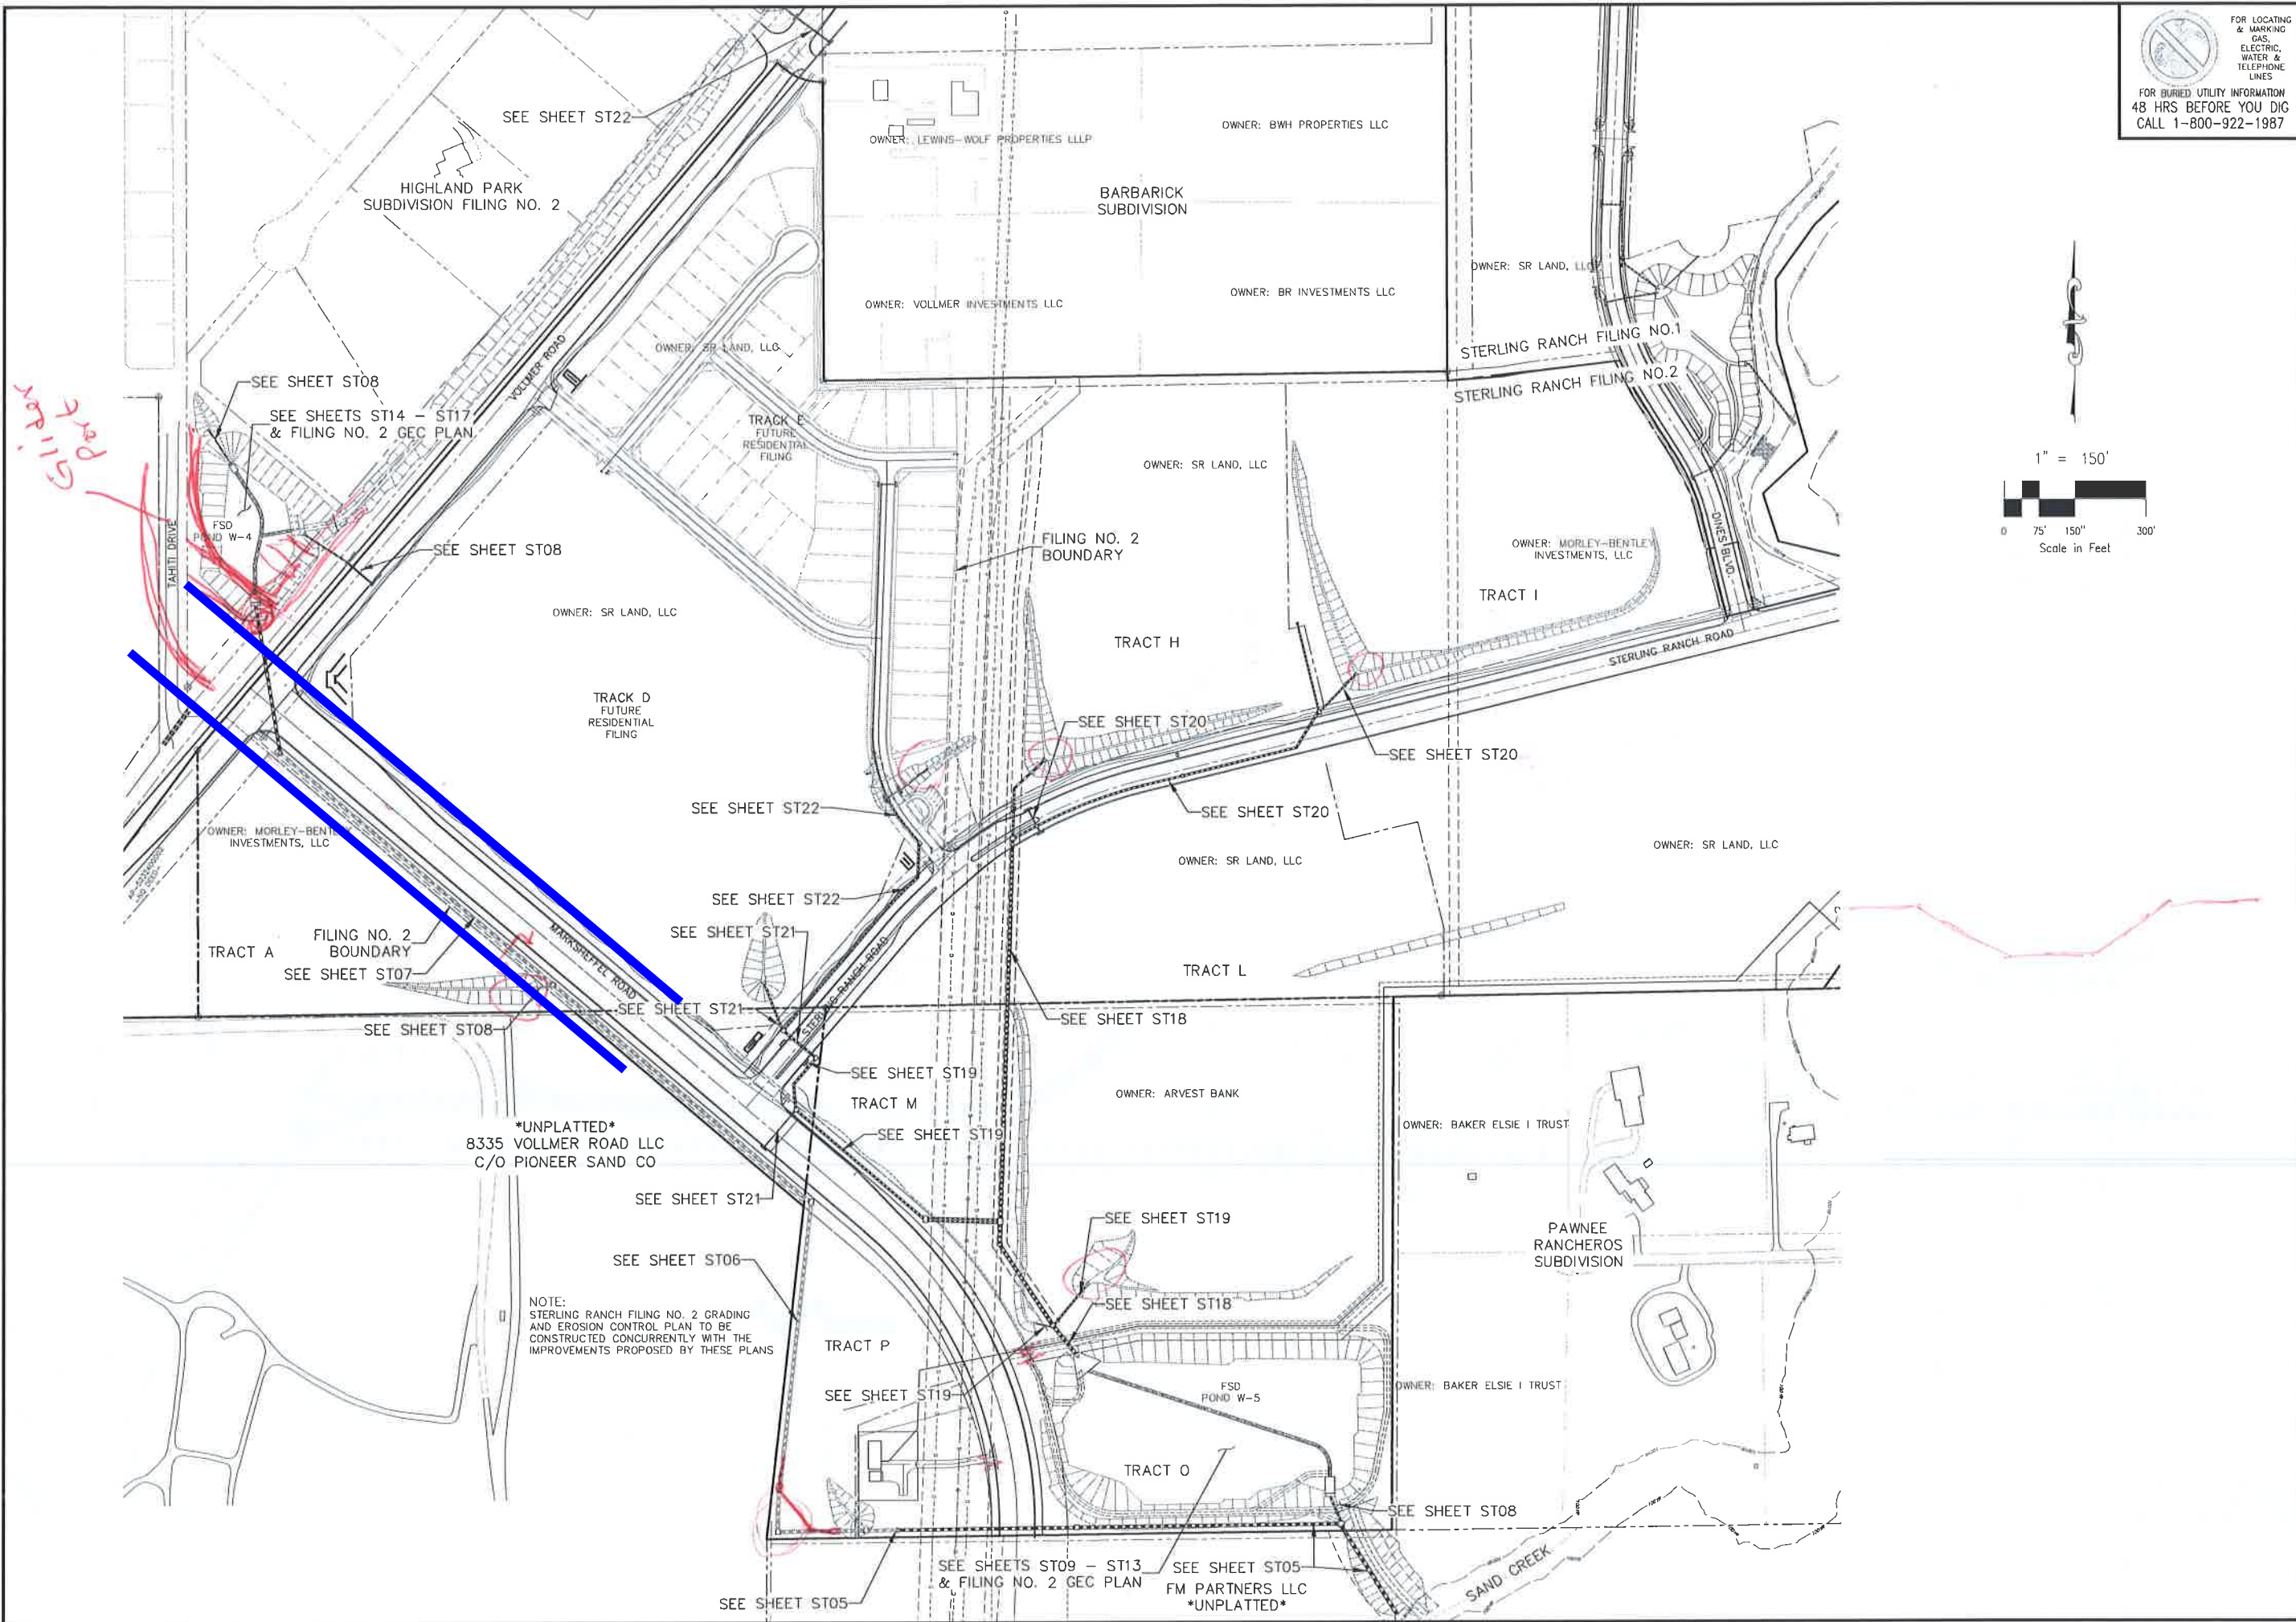 FOR LOCATING
& MARKING
GAS,
ELECTRIC,
WATER &
TELEPHONE
LINES
FOR BURIED UTILITY INFORMATION
48 HRS BEFORE YOU DIG
CALL 1-800-922-1987
SEE SHEET ST22
OWNER: LEWINS-WOLF PROPERTIES LLLP
OWNER: BWH PROPERTIES LLC
HIGHLAND PARK
SUBDIVISION FILING NO. 2
BARBARICK
SUBDIVISION
OWNER: SR LAND, LLC
OWNER: VOLLMER INVESTMENTS LLC
OWNER: BR INVESTMENTS LLC
STERLING RANCH FILING NO.1
STERLING RANCH FILING NO.2
OWNER: SR LAND, LLC
VOLLMER ROAD
SEE SHEET ST08
SEE SHEETS ST14 - ST17
& FILING NO. 2 GEC PLAN
TRACK E
FUTURE
RESIDENTIAL
FILING
OWNER: SR LAND, LLC
1" = 150'
0 75' 150" 300'
Scale in Feet
FSD
POND W-4
TAHITI DRIVE
SEE SHEET ST08
FILING NO. 2
BOUNDARY
OWNER: MORLEY-BENTLEY
INVESTMENTS, LLC
DINES BLVD.
TRACT I
OWNER: SR LAND, LLC
TRACT H
STERLING RANCH ROAD
TRACK D
FUTURE
RESIDENTIAL
FILING
SEE SHEET ST20
SEE SHEET ST20
SEE SHEET ST22
SEE SHEET ST20
OWNER: MORLEY-BENTLEY
INVESTMENTS, LLC
OWNER: SR LAND, LLC
OWNER: SR LAND, LLC
SEE SHEET ST22
SEE SHEET ST21
FILING NO. 2
BOUNDARY
TRACT A
SEE SHEET ST07
MARKSHEFFEL ROAD
STERLING RANCH ROAD
TRACT L
SEE SHEET ST21
SEE SHEET ST18
SEE SHEET ST08
SEE SHEET ST19
TRACT M
OWNER: ARVEST BANK
*UNPLATTED*
8335 VOLLMER ROAD LLC
C/O PIONEER SAND CO
SEE SHEET ST19
OWNER: BAKER ELSIE I TRUST
SEE SHEET ST21
SEE SHEET ST19
PAWNEE
RANCHEROS
SUBDIVISION
SEE SHEET ST06
NOTE:
STERLING RANCH FILING NO. 2 GRADING
AND EROSION CONTROL PLAN TO BE
CONSTRUCTED CONCURRENTLY WITH THE
IMPROVEMENTS PROPOSED BY THESE PLANS
SEE SHEET ST18
TRACT P
SEE SHEET ST19
FSD
POND W-5
OWNER: BAKER ELSIE I TRUST
TRACT O
SEE SHEET ST08
SEE SHEETS ST09 - ST13
& FILING NO. 2 GEC PLAN
SEE SHEET ST05
FM PARTNERS LLC
*UNPLATTED*
SEE SHEET ST05
SAND CREEK